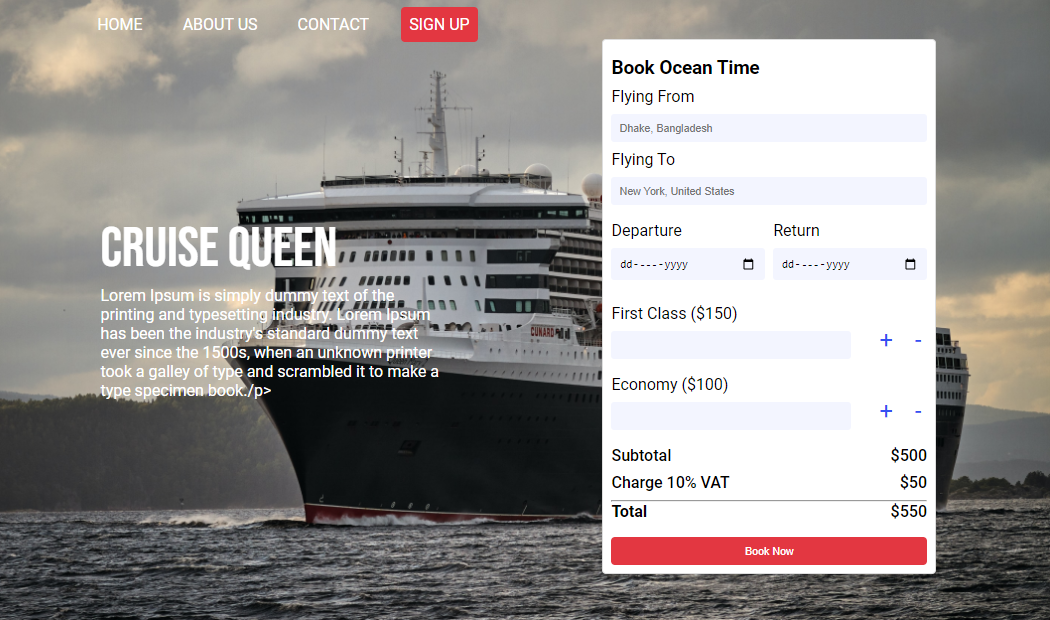 HOME ABOUT US CONTACT SIGN UP
Book Ocean Time
Flying From
Dhake, Bangladesh
Flying To
New York, United States
Departure Return
dd----yyyy dd----yyyy
First Class ($150)
+ -
Economy ($100)
+ -
Subtotal $500
Charge 10% VAT $50
Total $550
Book Now
CRUISE QUEEN
Lorem Ipsum is simply dummy text of the
printing and typesetting industry. Lorem Ipsum
has been the industry's standard dummy text
ever since the 1500s, when an unknown printer
took a galley of type and scrambled it to make a
type specimen book./p>
CUNARD